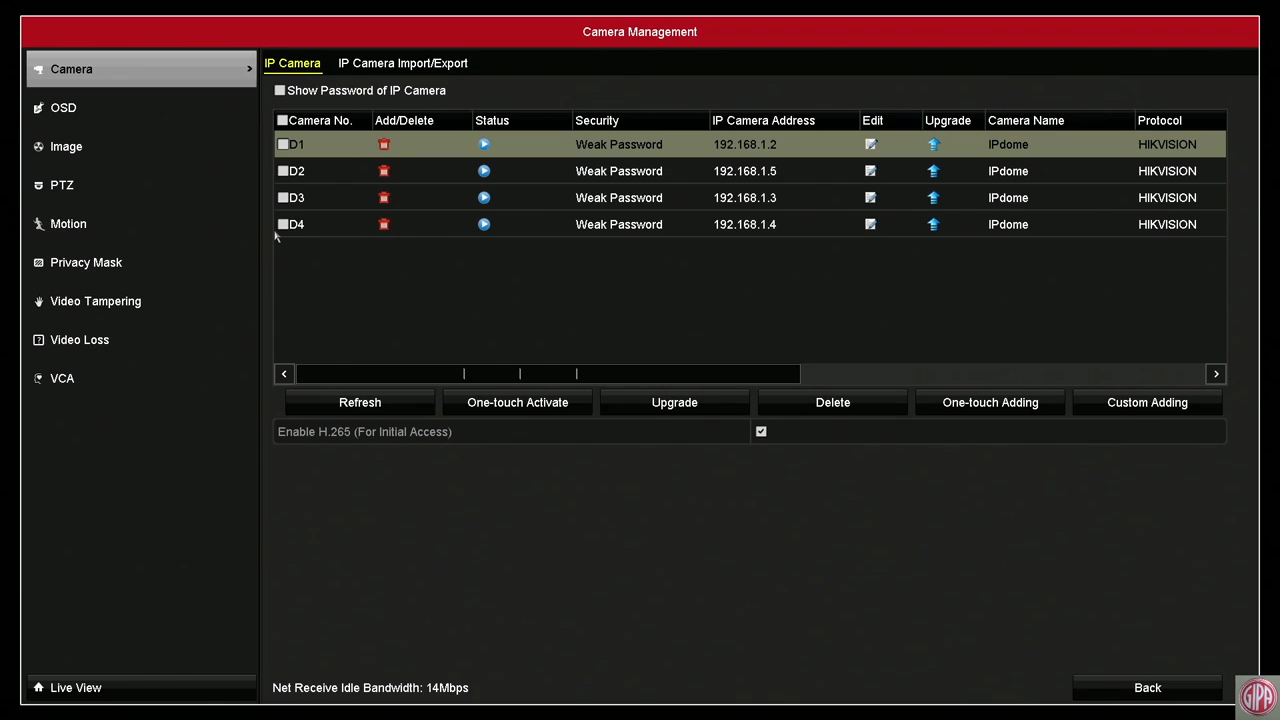 Camera Management
Camera >
OSD
Image
PTZ
Motion
Privacy Mask
Video Tampering
Video Loss
VCA
Live View
IP Camera IP Camera Import/Export
Show Password of IP Camera
Camera No. Add/Delete Status Security IP Camera Address Edit Upgrade Camera Name Protocol
D1 Weak Password 192.168.1.2 IPdome HIKVISION
D2 Weak Password 192.168.1.5 IPdome HIKVISION
D3 Weak Password 192.168.1.3 IPdome HIKVISION
D4 Weak Password 192.168.1.4 IPdome HIKVISION
< >
Refresh One-touch Activate Upgrade Delete One-touch Adding Custom Adding
Enable H.265 (For Initial Access)
Net Receive Idle Bandwidth: 14Mbps
Back
GIPA